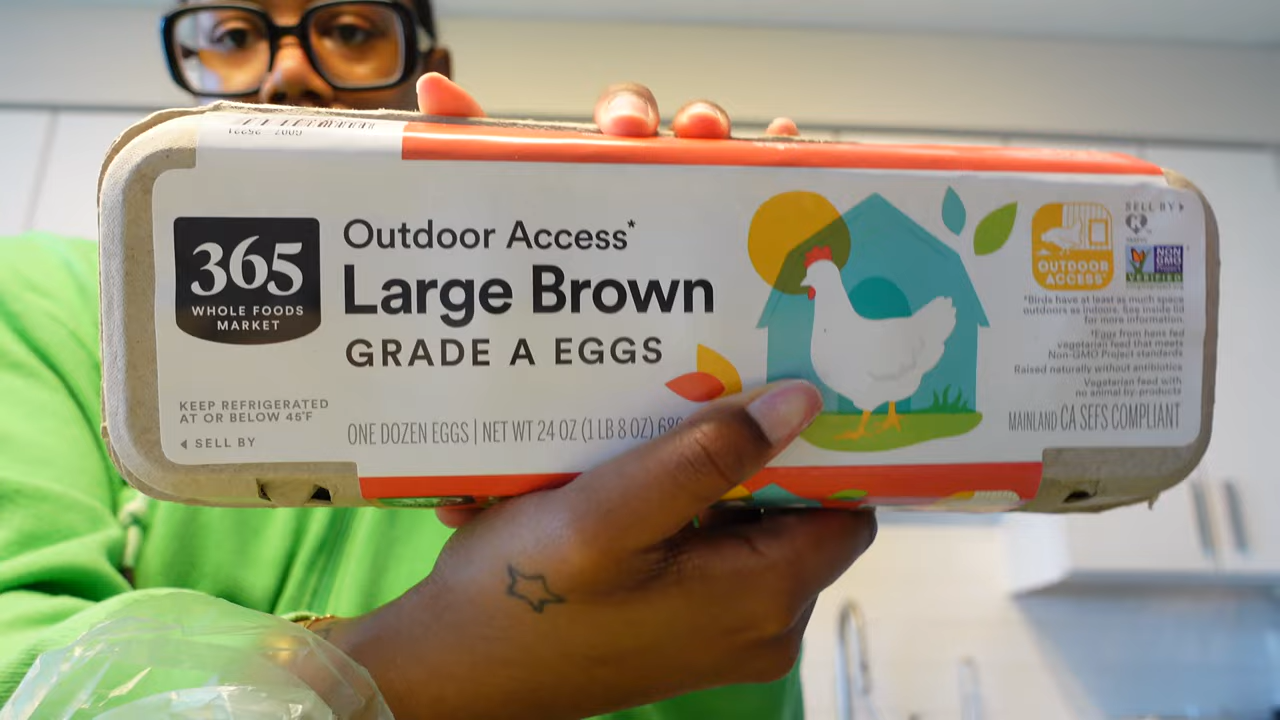 365
WHOLE FOODS
MARKET
Outdoor Access*
Large Brown
GRADE A EGGS
KEEP REFRIGERATED
AT OR BELOW 45°F
SELL BY
ONE DOZEN EGGS | NET WT 24 OZ (1 LB 8 OZ)
SELL BY
OUTDOOR
ACCESS*
NON
GMO
VERIFIED
*Birds have at least as much space
outdoors as indoors. See inside lid
for more information.
*Eggs from hens fed
vegetarian feed that meets
Non-GMO Project standards
Raised naturally without antibiotics
Vegetarian feed with
no animal by-products
MAINLAND CA SEFS COMPLIANT